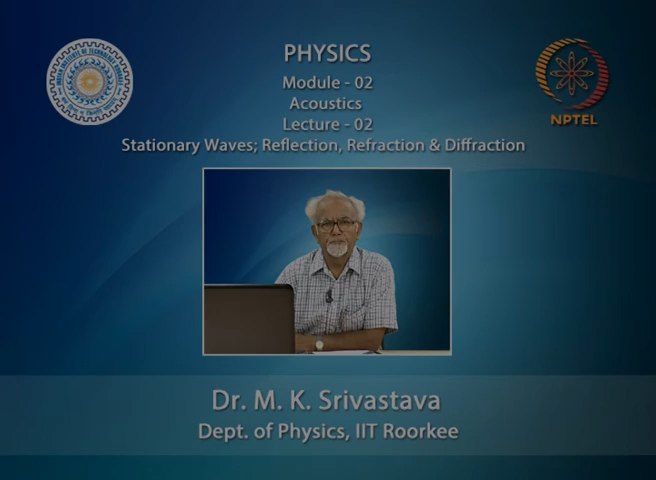 PHYSICS
Module - 02
Acoustics
Lecture - 02
Stationary Waves; Reflection, Refraction & Diffraction
NPTEL
Dr. M. K. Srivastava
Dept. of Physics, IIT Roorkee